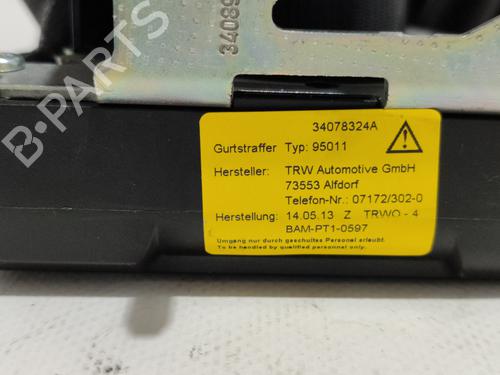 34089
34078324A
Gurtstraffer Typ: 95011
Hersteller: TRW Automotive GmbH
73553 Alfdorf
Telefon-Nr.: 07172/302-0
Herstellung: 14.05.13 Z TRWO - 4
BAM-PT1-0597
Umgang nur durch geschultes Personal erlaubt.
To be handled by qualified personnel only.
B-PARTS